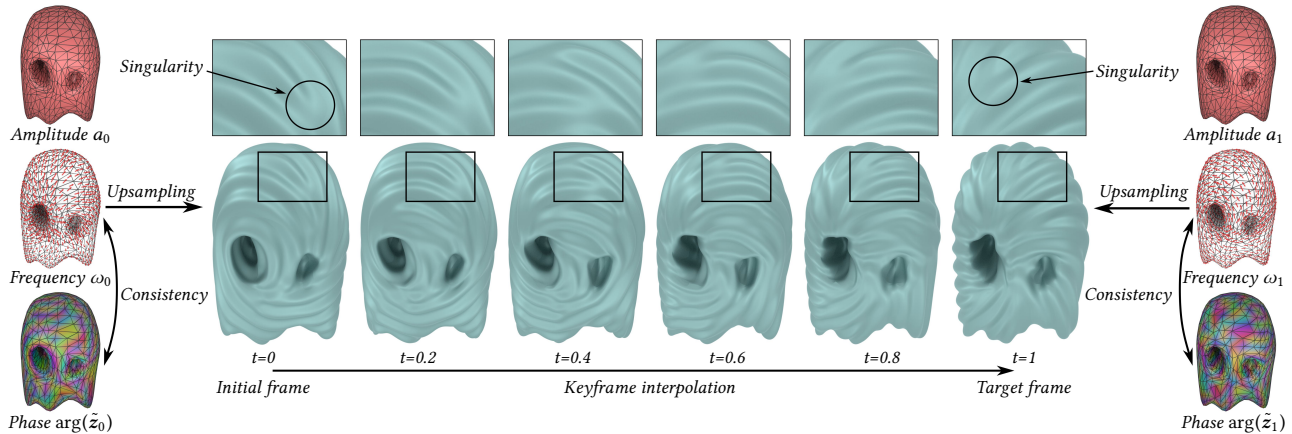 Singularity
Singularity
Amplitude a₀
Amplitude a₁
Upsampling
Upsampling
Frequency ω₀
Frequency ω₁
Consistency
Consistency
t=0
t=0.2
t=0.4
t=0.6
t=0.8
t=1
Initial frame
Keyframe interpolation
Target frame
Phase arg(z̃₀)
Phase arg(z̃₁)